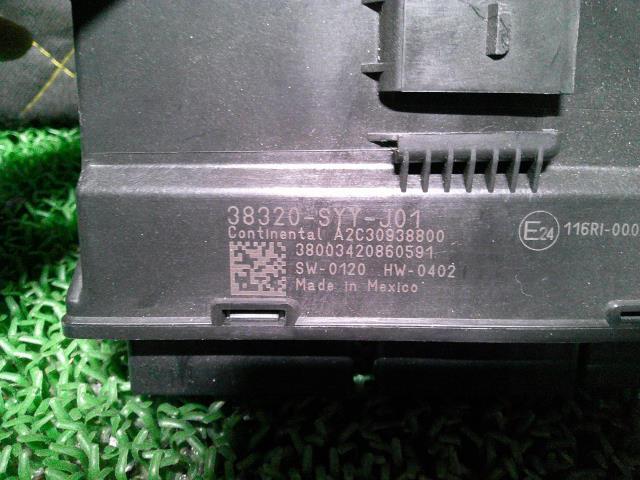 38320-SYY-J01
Continental A2C30938800
38003420860591
SW-0120 HW-0402
Made in Mexico
E24 116RI-000